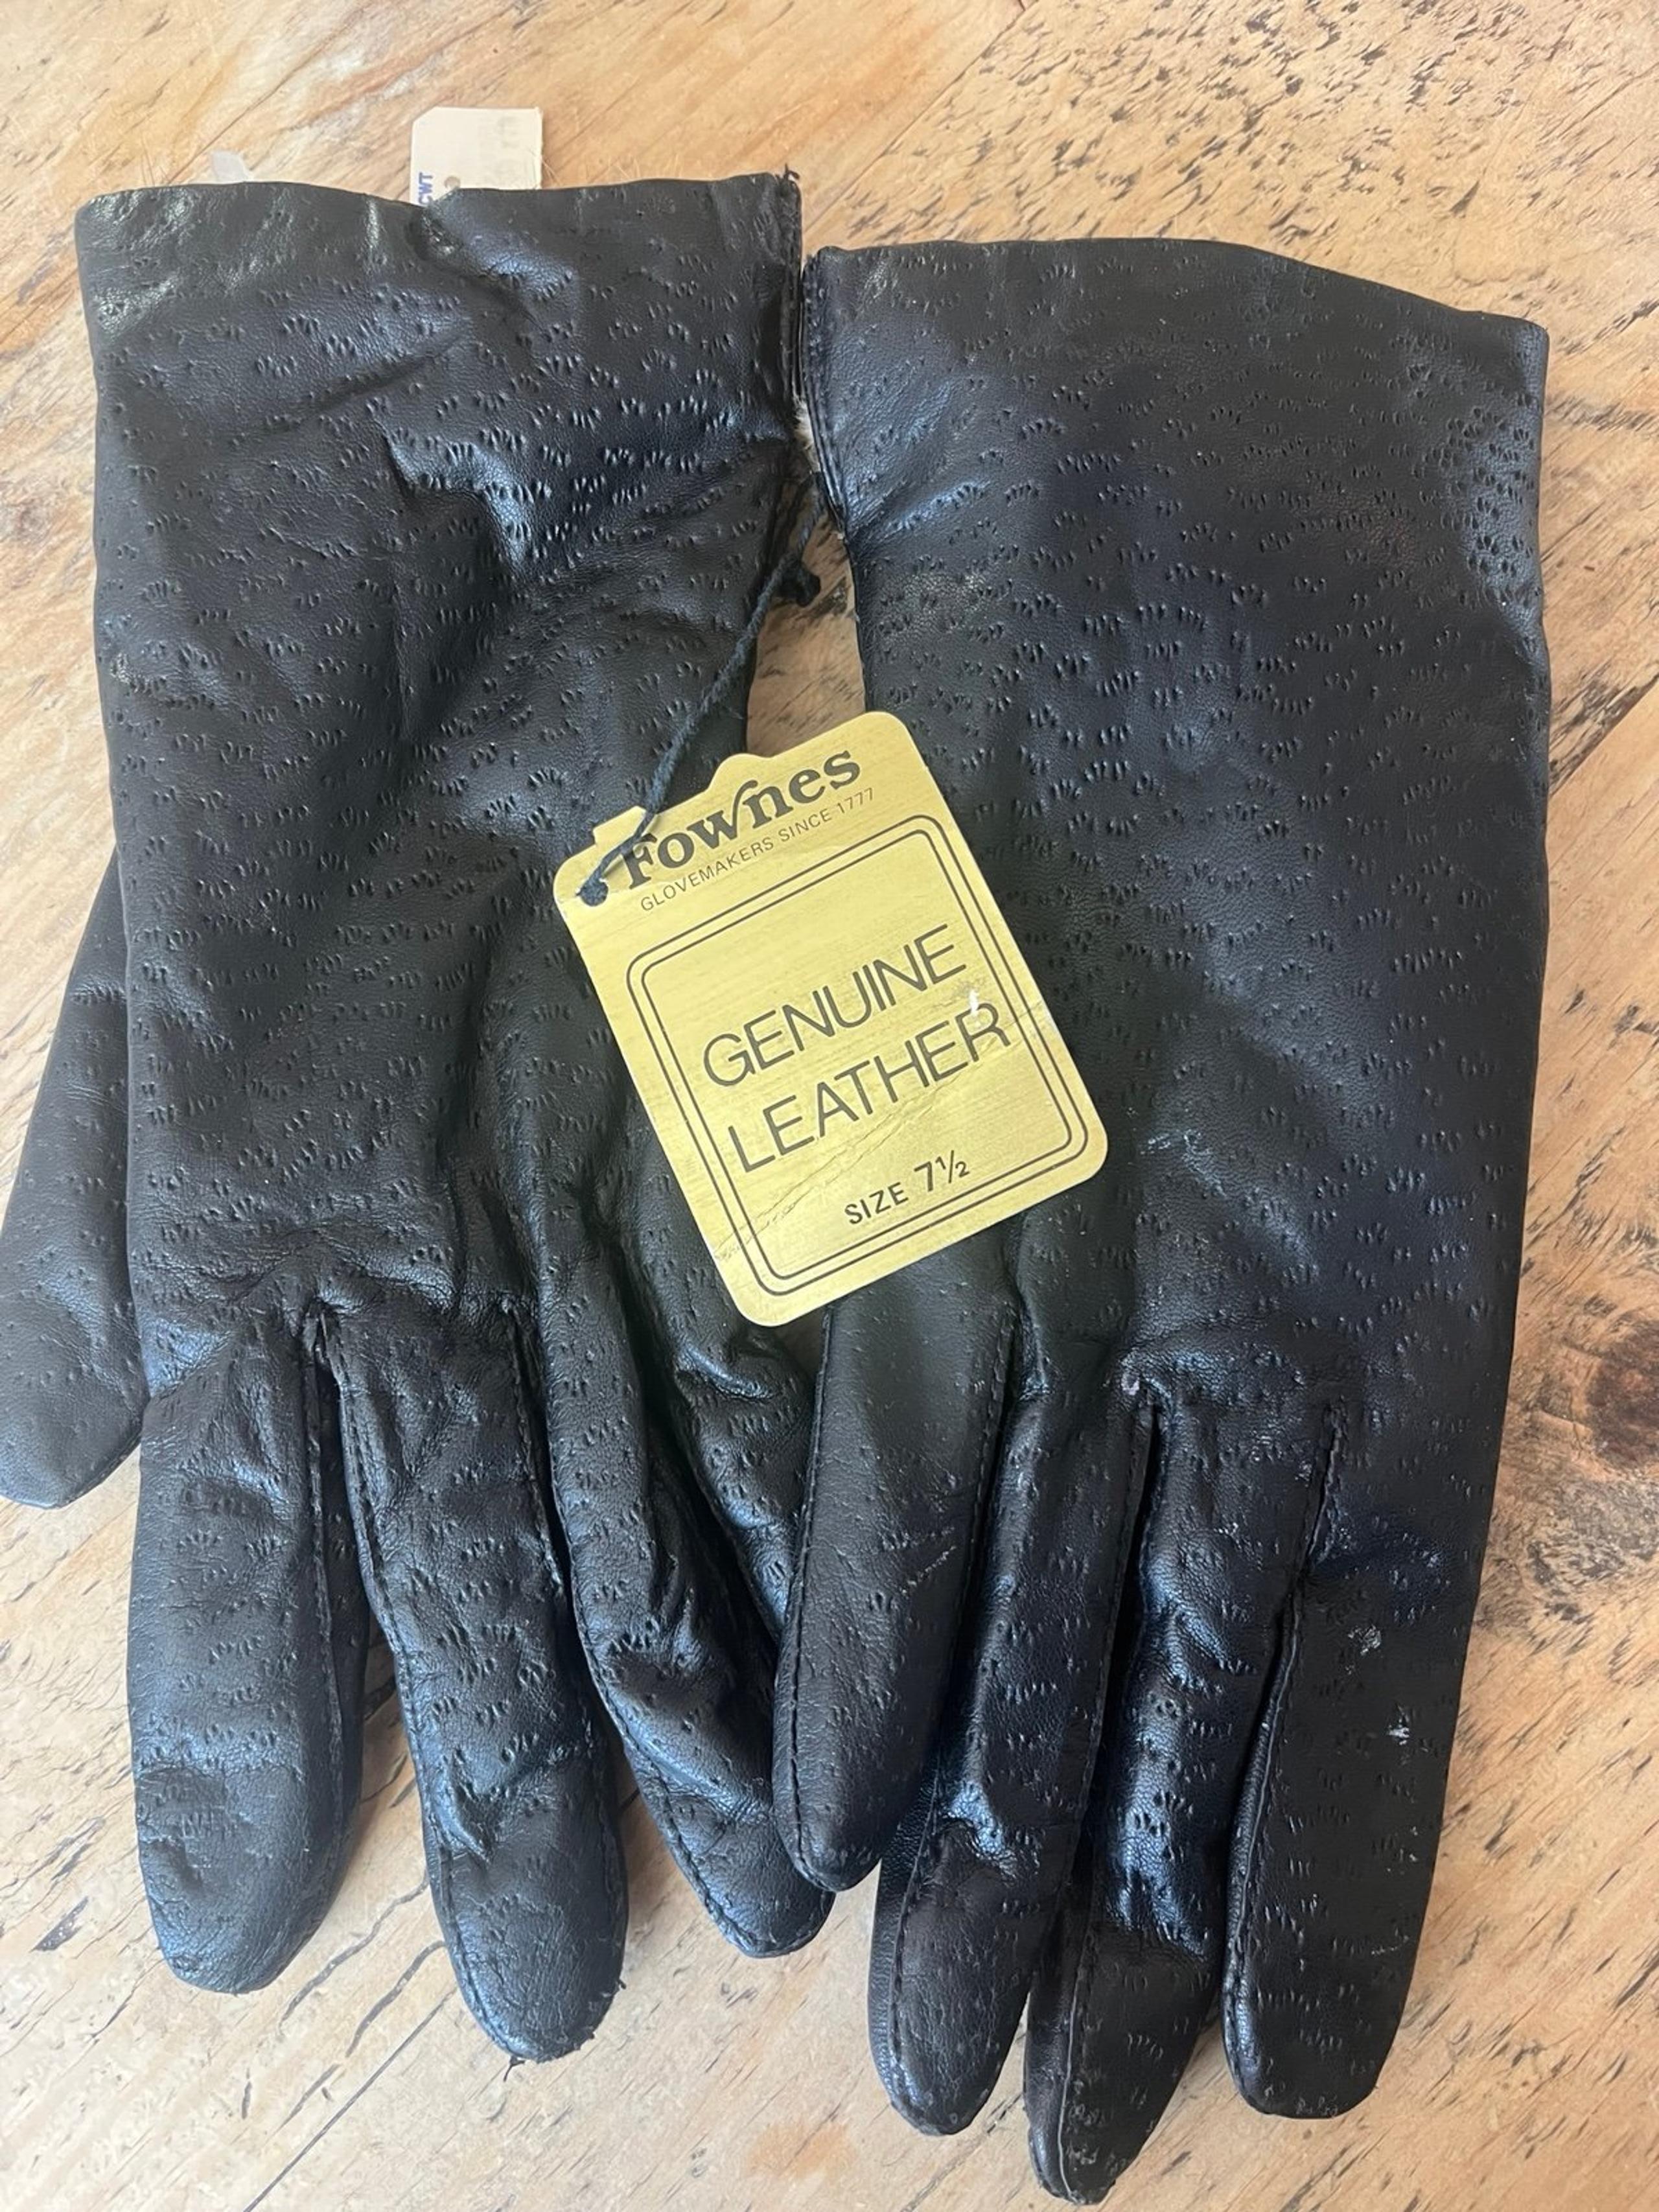 Fownes
GLOVEMAKERS SINCE 1777
GENUINE
LEATHER
SIZE 7½